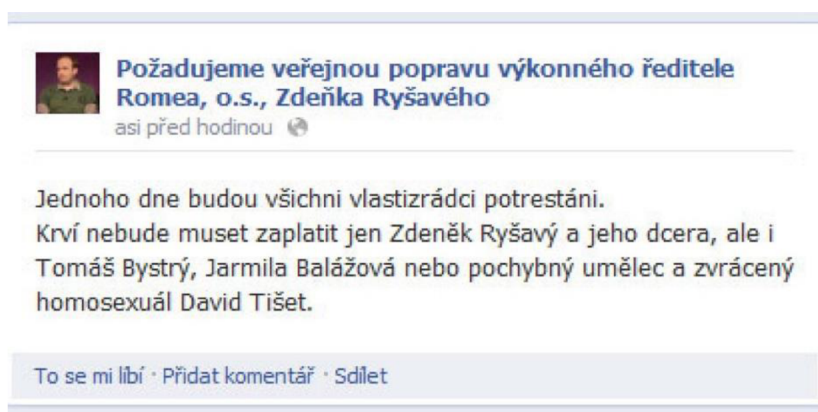 Požadujeme veřejnou popravu výkonného ředitele
Romea, o.s., Zdeňka Ryšavého
asi před hodinou
Jednoho dne budou všichni vlastizrádci potrestáni.
Krví nebude muset zaplatit jen Zdeněk Ryšavý a jeho dcera, ale i
Tomáš Bystrý, Jarmila Balážová nebo pochybný umělec a zvrácený
homosexuál David Tišet.
To se mi líbí · Přidat komentář · Sdílet